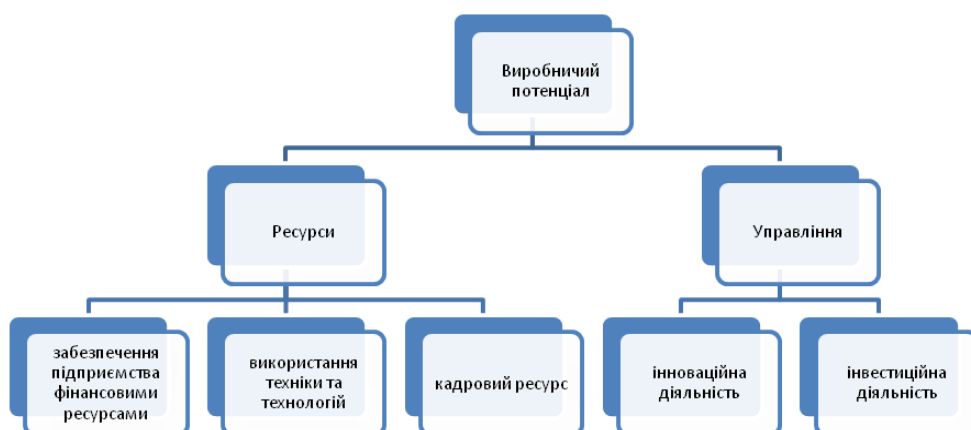 Виробничий
потенціал
Ресурси
Управління
забезпечення
підприємства
фінансовими
ресурсами
використання
техніки та
технологій
кадровий ресурс
інноваційна
діяльність
інвестиційна
діяльність